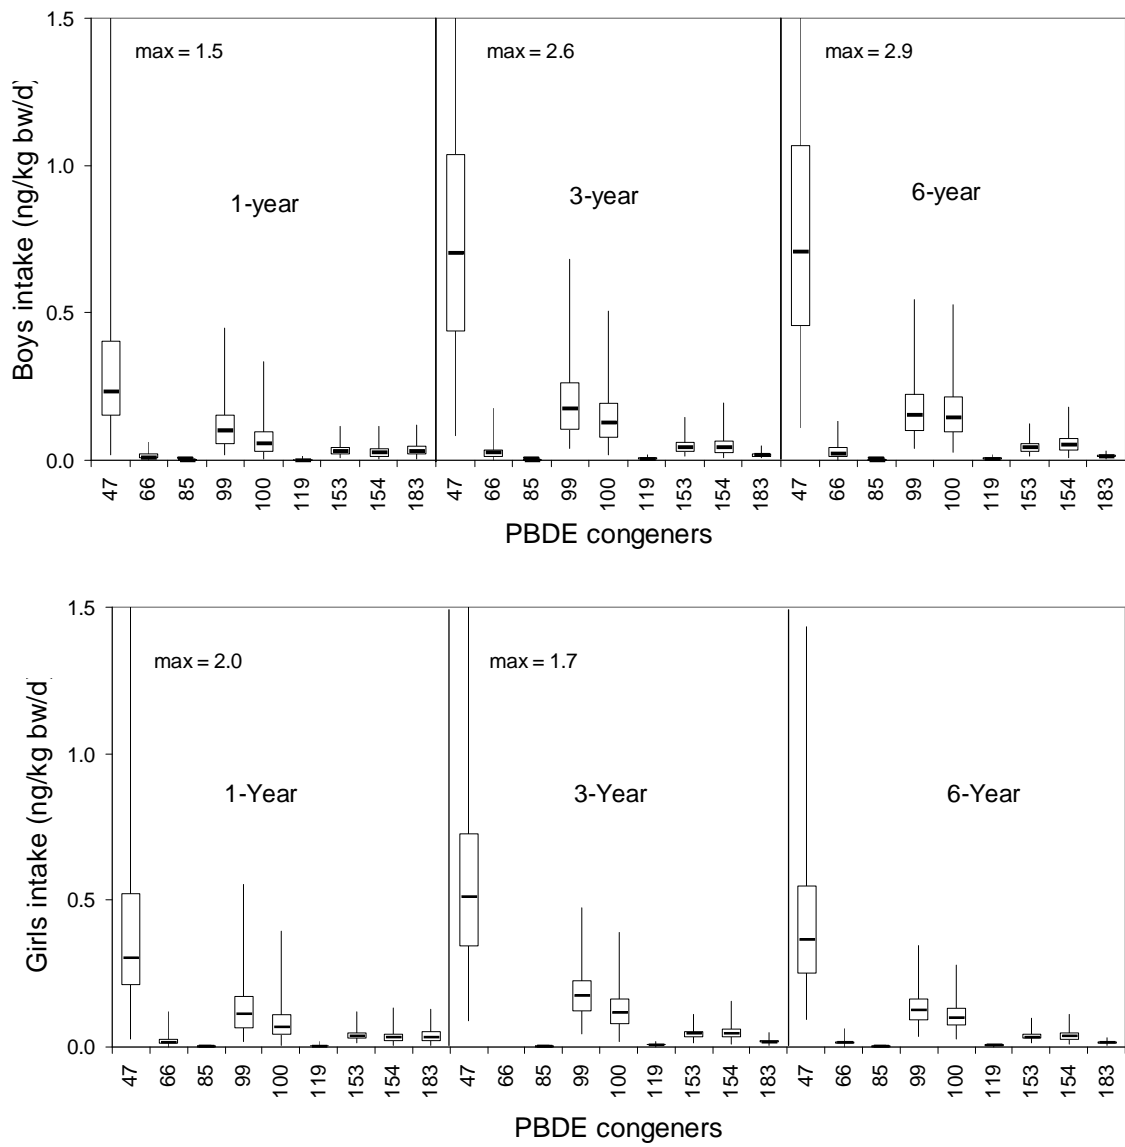 1.5
max = 1.5 max = 2.6 max = 2.9
1.0
1-year 3-year 6-year
0.5
0.0
Boys intake (ng/kg bw/d)
47 66 85 99 100 119 153 154 183 47 66 85 99 100 119 153 154 183 47 66 85 99 100 119 153 154 183
PBDE congeners
1.5
max = 2.0 max = 1.7
1.0
1-Year 3-Year 6-Year
0.5
0.0
Girls intake (ng/kg bw/d)
47 66 85 99 100 119 153 154 183 47 66 85 99 100 119 153 154 183 47 66 85 99 100 119 153 154 183
PBDE congeners